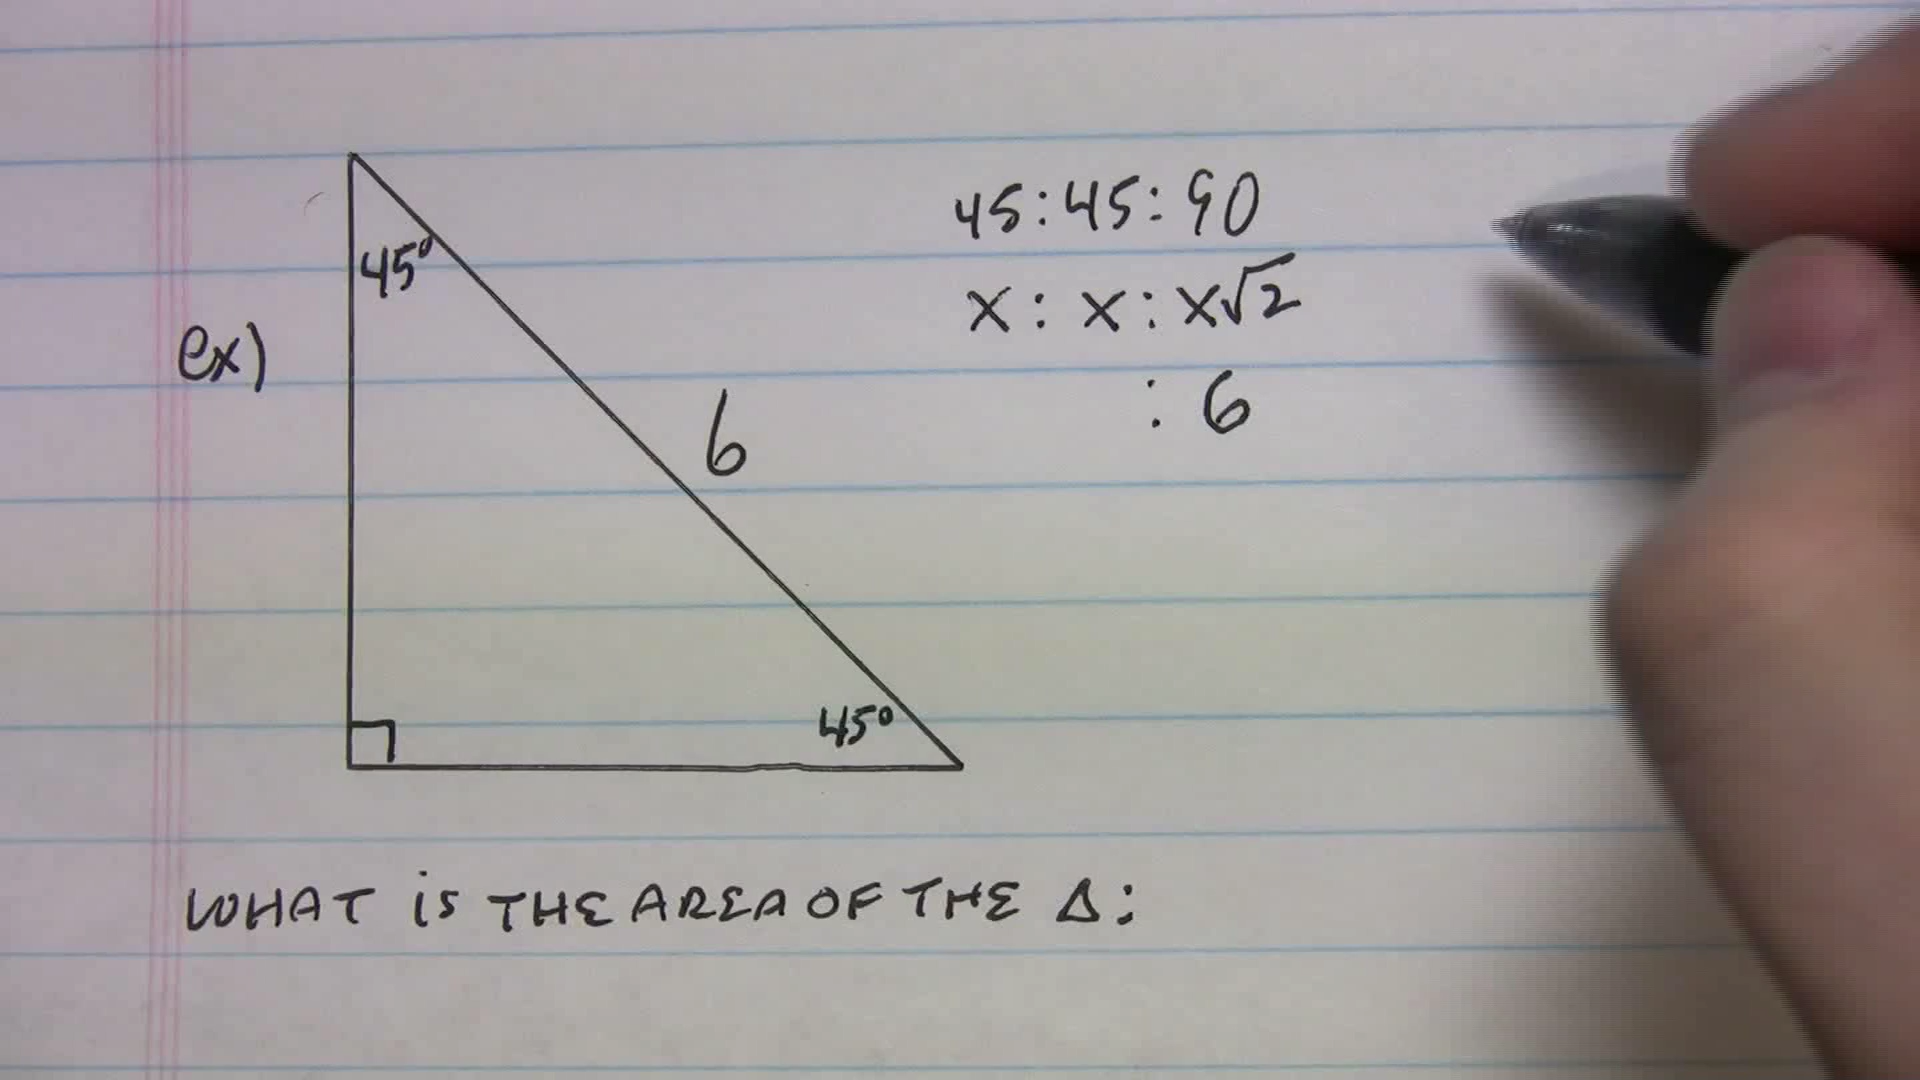 45:45:90
x:x:x√2
:6
45°
ex)
6
45°
WHAT is THE AREA OF THE Δ: